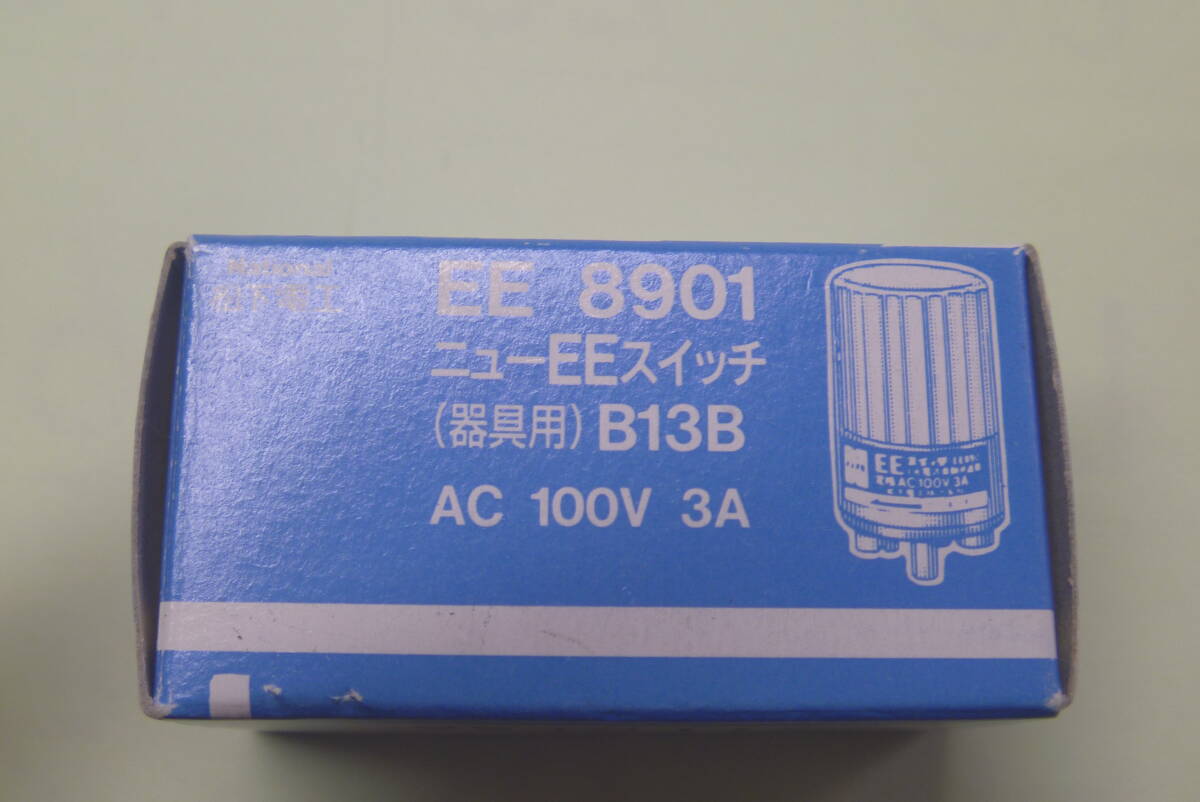 National
松下電工
EE 8901
ニューEEスイッチ
(器具用) B13B
AC 100V 3A
EE
AC 100V 3A